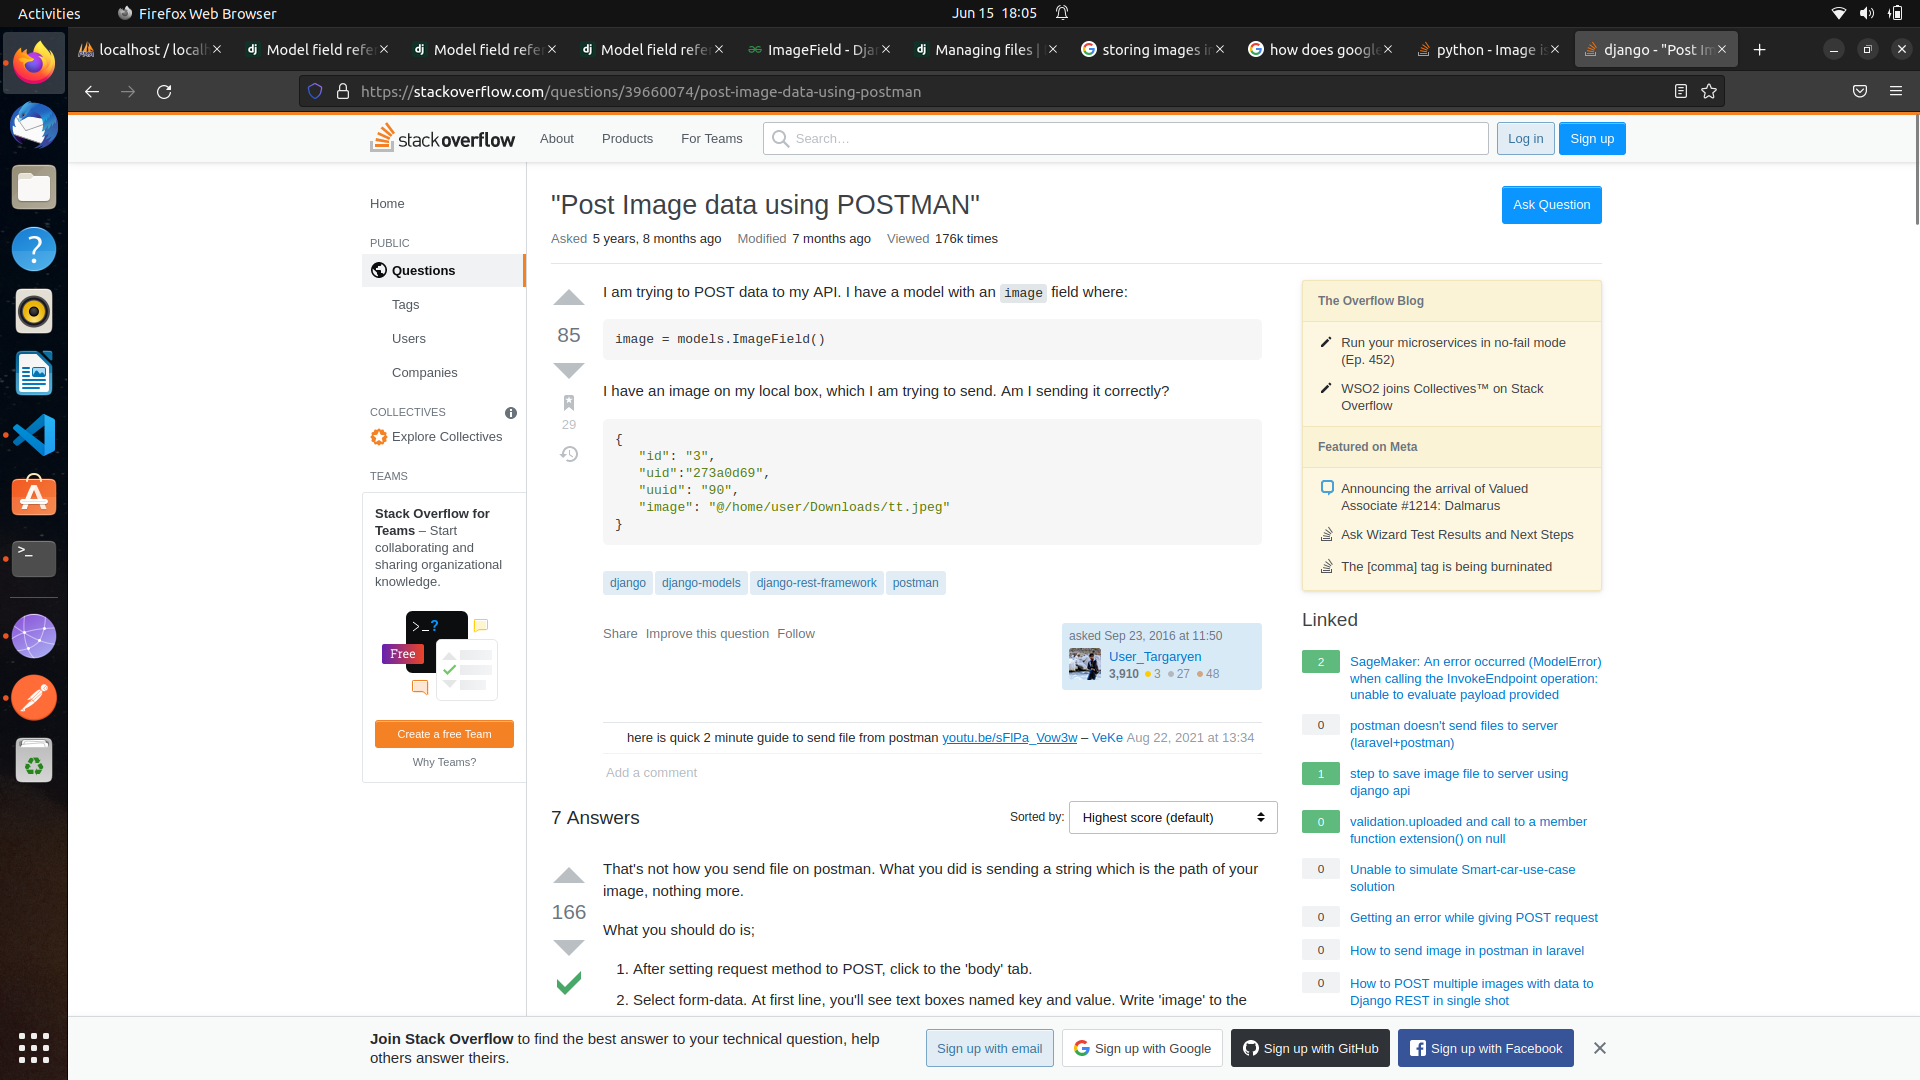 Activities
Firefox Web Browser
Jun 15 18:05
localhost / local
Model field refer
Model field refer
Model field refer
ImageField - Dja
Managing files |
storing images in
how does google
python - Image is
django - "Post Im
https://stackoverflow.com/questions/39660074/post-image-data-using-postman
stack overflow
About
Products
For Teams
Search…
Log in
Sign up
Home
PUBLIC
Questions
Tags
Users
Companies
COLLECTIVES
Explore Collectives
TEAMS
Stack Overflow for
Teams – Start
collaborating and
sharing organizational
knowledge.
>_?
Free
Create a free Team
Why Teams?
"Post Image data using POSTMAN"
Ask Question
Asked 5 years, 8 months ago Modified 7 months ago Viewed 176k times
85
29
I am trying to POST data to my API. I have a model with an image field where:
image = models.ImageField()
I have an image on my local box, which I am trying to send. Am I sending it correctly?
{
"id": "3",
"uid":"273a0d69",
"uuid": "90",
"image": "@/home/user/Downloads/tt.jpeg"
}
django django-models django-rest-framework postman
Share Improve this question Follow
asked Sep 23, 2016 at 11:50
User_Targaryen
3,910 3 27 48
here is quick 2 minute guide to send file from postman youtu.be/sFlPa_Vow3w – VeKe Aug 22, 2021 at 13:34
Add a comment
7 Answers
Sorted by:
Highest score (default)
166
That's not how you send file on postman. What you did is sending a string which is the path of your
image, nothing more.
What you should do is;
1. After setting request method to POST, click to the 'body' tab.
2. Select form-data. At first line, you'll see text boxes named key and value. Write 'image' to the
The Overflow Blog
Run your microservices in no-fail mode
(Ep. 452)
WSO2 joins Collectives™ on Stack
Overflow
Featured on Meta
Announcing the arrival of Valued
Associate #1214: Dalmarus
Ask Wizard Test Results and Next Steps
The [comma] tag is being burninated
Linked
2 SageMaker: An error occurred (ModelError)
when calling the InvokeEndpoint operation:
unable to evaluate payload provided
0 postman doesn't send files to server
(laravel+postman)
1 step to save image file to server using
django api
0 validation.uploaded and call to a member
function extension() on null
0 Unable to simulate Smart-car-use-case
solution
0 Getting an error while giving POST request
0 How to send image in postman in laravel
0 How to POST multiple images with data to
Django REST in single shot
Join Stack Overflow to find the best answer to your technical question, help
others answer theirs.
Sign up with email
Sign up with Google
Sign up with GitHub
Sign up with Facebook